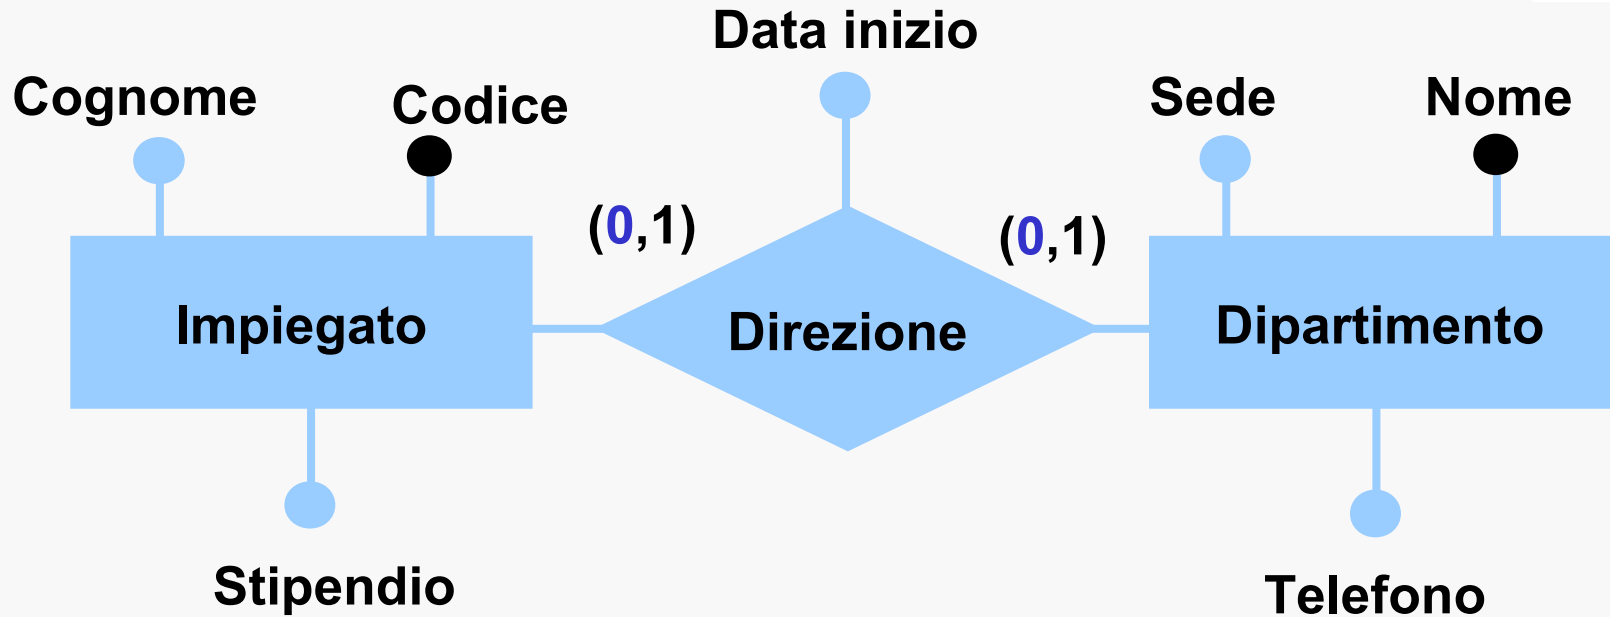 Data inizio
Cognome
Codice
Sede
Nome
(0,1)
(0,1)
Impiegato
Direzione
Dipartimento
Stipendio
Telefono